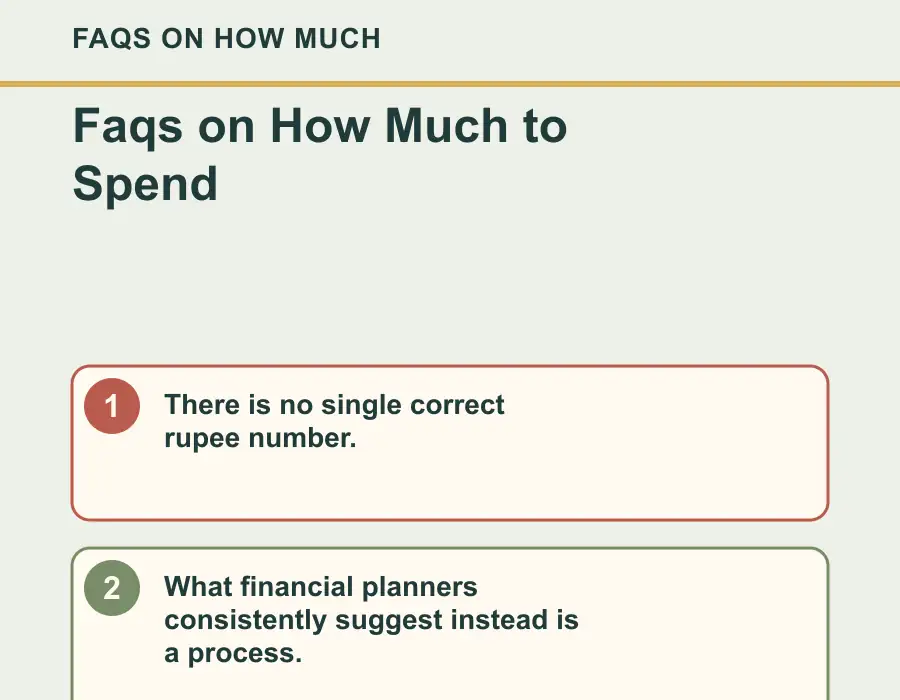 FAQS ON HOW MUCH
Faqs on How Much to
Spend
1
There is no single correct
rupee number.
2
What financial planners
consistently suggest instead is
a process.